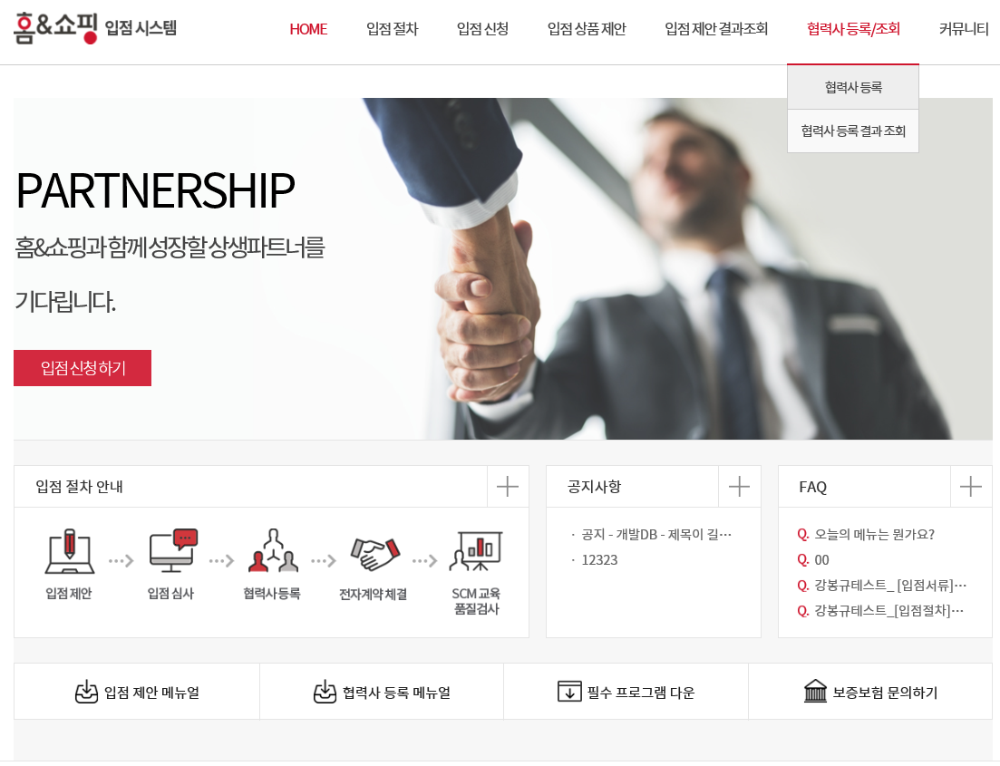 홈&쇼핑 입점 시스템
HOME 입점 절차 입점 신청 입점 상품 제안 입점 제안 결과조회 협력사 등록/조회 커뮤니티
협력사 등록
협력사 등록 결과 조회
PARTNERSHIP
홈&쇼핑과 함께 성장할 상생파트너를
기다립니다.
입점 신청하기
입점 절차 안내
입점 제안
입점 심사
협력사 등록
전자계약 체결
SCM 교육
품질검사
공지사항
· 공지 - 개발DB - 제목이 길…
· 12323
FAQ
Q. 오늘의 메뉴는 뭔가요?
Q. 00
Q. 강봉규테스트_ [입점서류]…
Q. 강봉규테스트_[입점절차]…
입점 제안 메뉴얼
협력사 등록 메뉴얼
필수 프로그램 다운
보증보험 문의하기